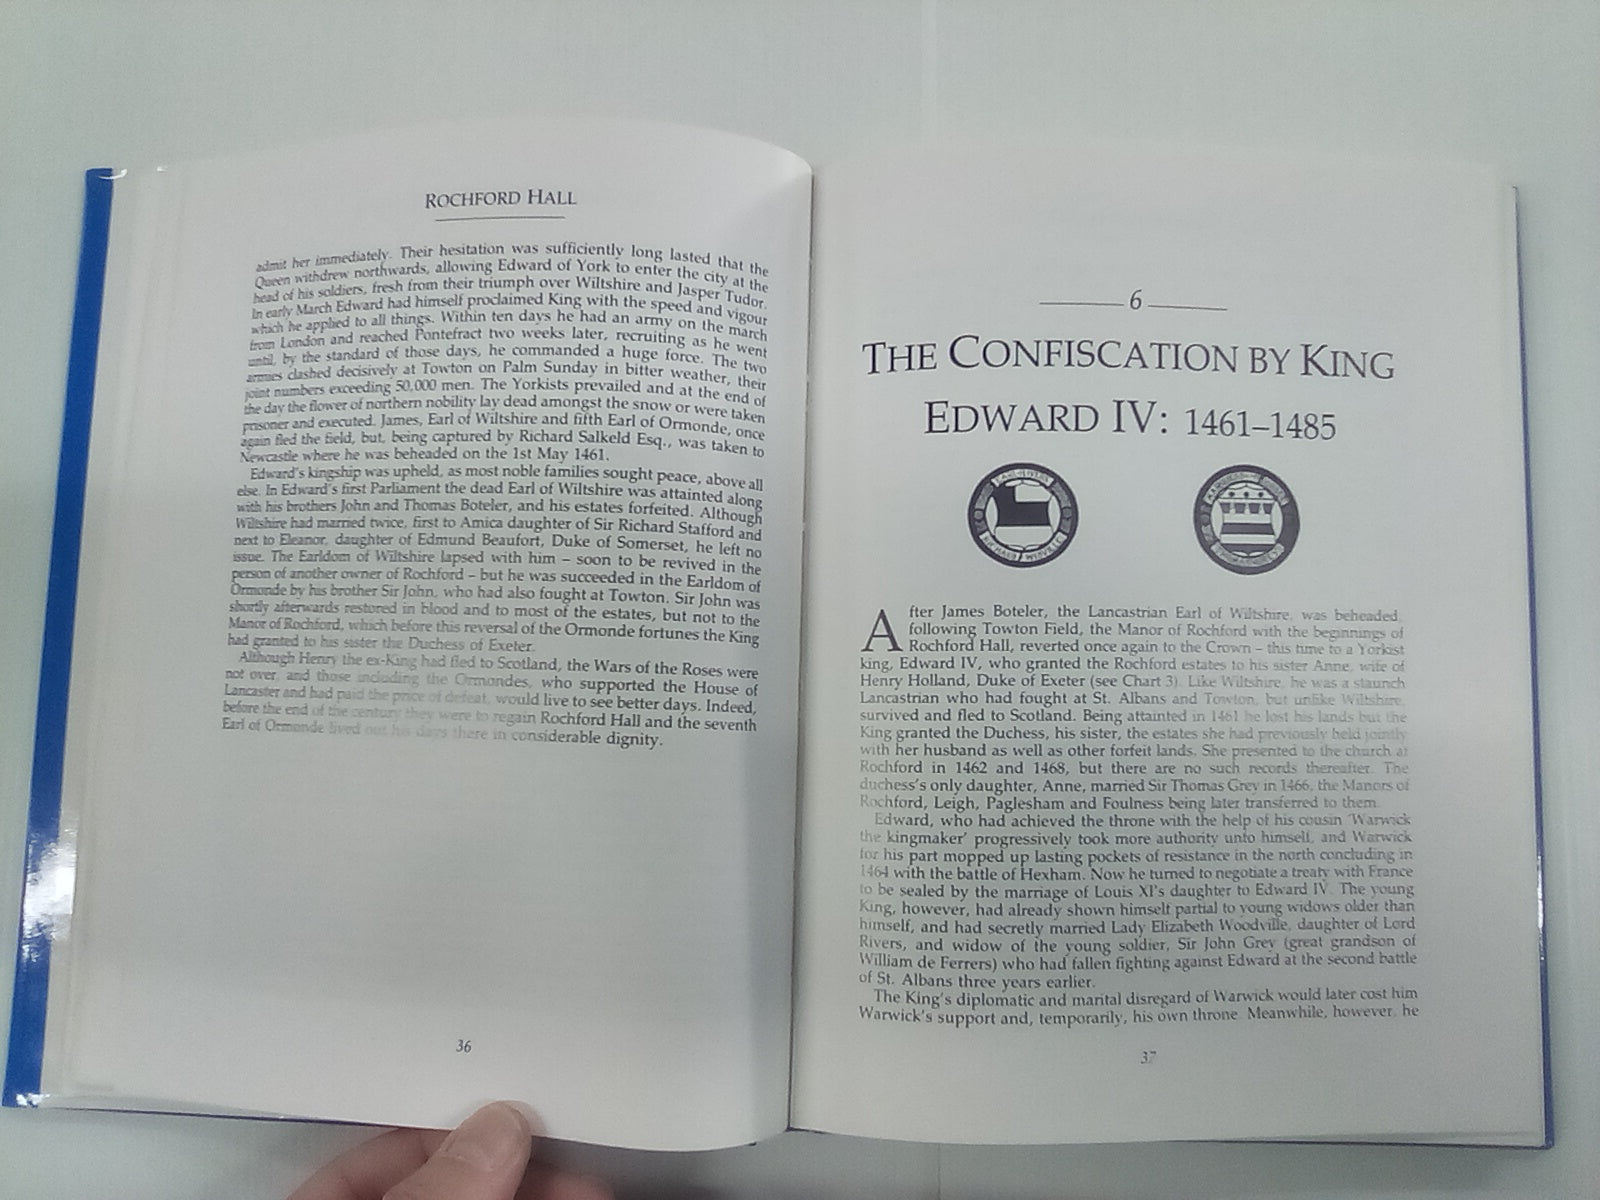 ROCHFORD HALL
admit her immediately. Their hesitation was sufficiently long lasted that the
Queen withdrew northwards, allowing Edward of York to enter the city at the
head of his soldiers, fresh from their triumph over Wiltshire and Jasper Tudor.
In early March Edward had himself proclaimed King with the speed and vigour
which he applied to all things. Within ten days he had an army on the march
from London and reached Pontefract two weeks later, recruiting as he went
until, by the standard of those days, he commanded a huge force. The two
armies clashed decisively at Towton on Palm Sunday in bitter weather, their
joint numbers exceeding 50,000 men. The Yorkists prevailed and at the end of
the day the flower of northern nobility lay dead amongst the snow or were taken
prisoner and executed. James, Earl of Wiltshire and fifth Earl of Ormonde, once
again fled the field, but, being captured by Richard Salkeld Esq., was taken to
Newcastle where he was beheaded on the 1st May 1461.
Edward's kingship was upheld, as most noble families sought peace, above all
else. In Edward's first Parliament the dead Earl of Wiltshire was attainted along
with his brothers John and Thomas Boteler, and his estates forfeited. Although
Wiltshire had married twice, first to Amica daughter of Sir Richard Stafford and
next to Eleanor, daughter of Edmund Beaufort, Duke of Somerset, he left no
issue. The Earldom of Wiltshire lapsed with him – soon to be revived in the
person of another owner of Rochford – but he was succeeded in the Earldom of
Ormonde by his brother Sir John, who had also fought at Towton. Sir John was
shortly afterwards restored in blood and to most of the estates, but not to the
Manor of Rochford, which before this reversal of the Ormonde fortunes the King
had granted to his sister the Duchess of Exeter.
Although Henry the ex-King had fled to Scotland, the Wars of the Roses were
not over, and those including the Ormondes, who supported the House of
Lancaster and had paid the price of defeat, would live to see better days. Indeed,
before the end of the century they were to regain Rochford Hall and the seventh
Earl of Ormonde lived out his days there in considerable dignity.
36
6
THE CONFISCATION BY KING
EDWARD IV: 1461–1485
EARL RIVERS
RICHARD WIDVILLE
After James Boteler, the Lancastrian Earl of Wiltshire, was beheaded,
following Towton Field, the Manor of Rochford with the beginnings of
Rochford Hall, reverted once again to the Crown – this time to a Yorkist
king, Edward IV, who granted the Rochford estates to his sister Anne, wife of
Henry Holland, Duke of Exeter (see Chart 3). Like Wiltshire, he was a staunch
Lancastrian who had fought at St. Albans and Towton, but unlike Wiltshire,
survived and fled to Scotland. Being attainted in 1461 he lost his lands but the
King granted the Duchess, his sister, the estates she had previously held jointly
with her husband as well as other forfeit lands. She presented to the church at
Rochford in 1462 and 1468, but there are no such records thereafter. The
duchess's only daughter, Anne, married Sir Thomas Grey in 1466, the Manors of
Rochford, Leigh, Paglesham and Foulness being later transferred to them.
Edward, who had achieved the throne with the help of his cousin 'Warwick
the kingmaker' progressively took more authority unto himself, and Warwick
for his part mopped up lasting pockets of resistance in the north concluding in
1464 with the battle of Hexham. Now he turned to negotiate a treaty with France
to be sealed by the marriage of Louis XI's daughter to Edward IV. The young
King, however, had already shown himself partial to young widows older than
himself, and had secretly married Lady Elizabeth Woodville, daughter of Lord
Rivers, and widow of the young soldier, Sir John Grey (great grandson of
William de Ferrers) who had fallen fighting against Edward at the second battle
of St. Albans three years earlier.
The King's diplomatic and marital disregard of Warwick would later cost him
Warwick's support and, temporarily, his own throne. Meanwhile, however, he
37